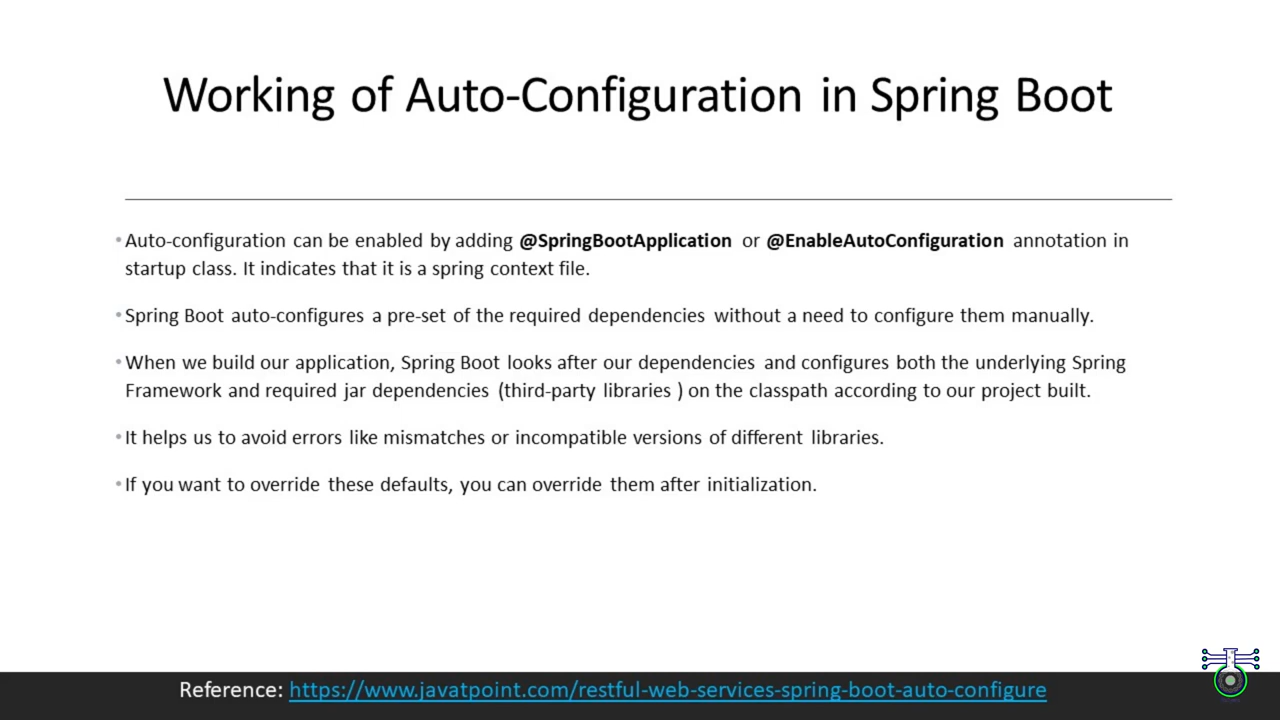 Working of Auto-Configuration in Spring Boot
•Auto-configuration can be enabled by adding @SpringBootApplication or @EnableAutoConfiguration annotation in
startup class. It indicates that it is a spring context file.
•Spring Boot auto-configures a pre-set of the required dependencies without a need to configure them manually.
•When we build our application, Spring Boot looks after our dependencies and configures both the underlying Spring
Framework and required jar dependencies (third-party libraries ) on the classpath according to our project built.
•It helps us to avoid errors like mismatches or incompatible versions of different libraries.
•If you want to override these defaults, you can override them after initialization.
Reference: https://www.javatpoint.com/restful-web-services-spring-boot-auto-configure